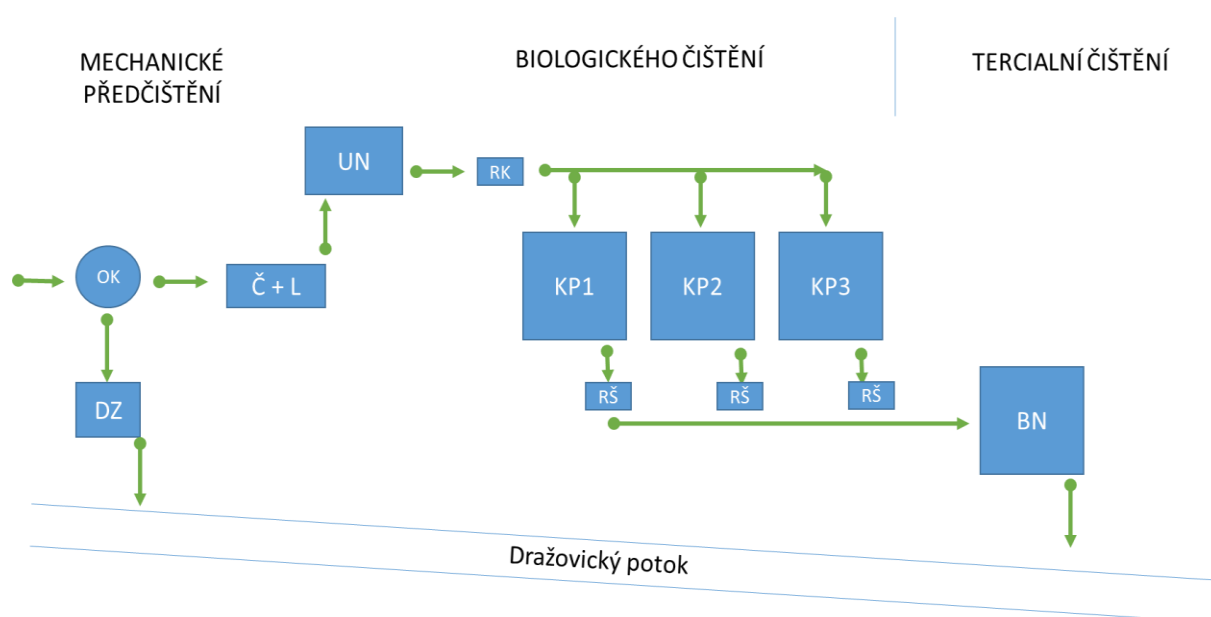 MECHANICKÉ
PŘEDČIŠTĚNÍ
BIOLOGICKÉHO ČIŠTĚNÍ
TERCIALNÍ ČIŠTĚNÍ
UN
RK
OK
Č + L
KP1
KP2
KP3
DZ
RŠ
RŠ
RŠ
BN
Dražovický potok